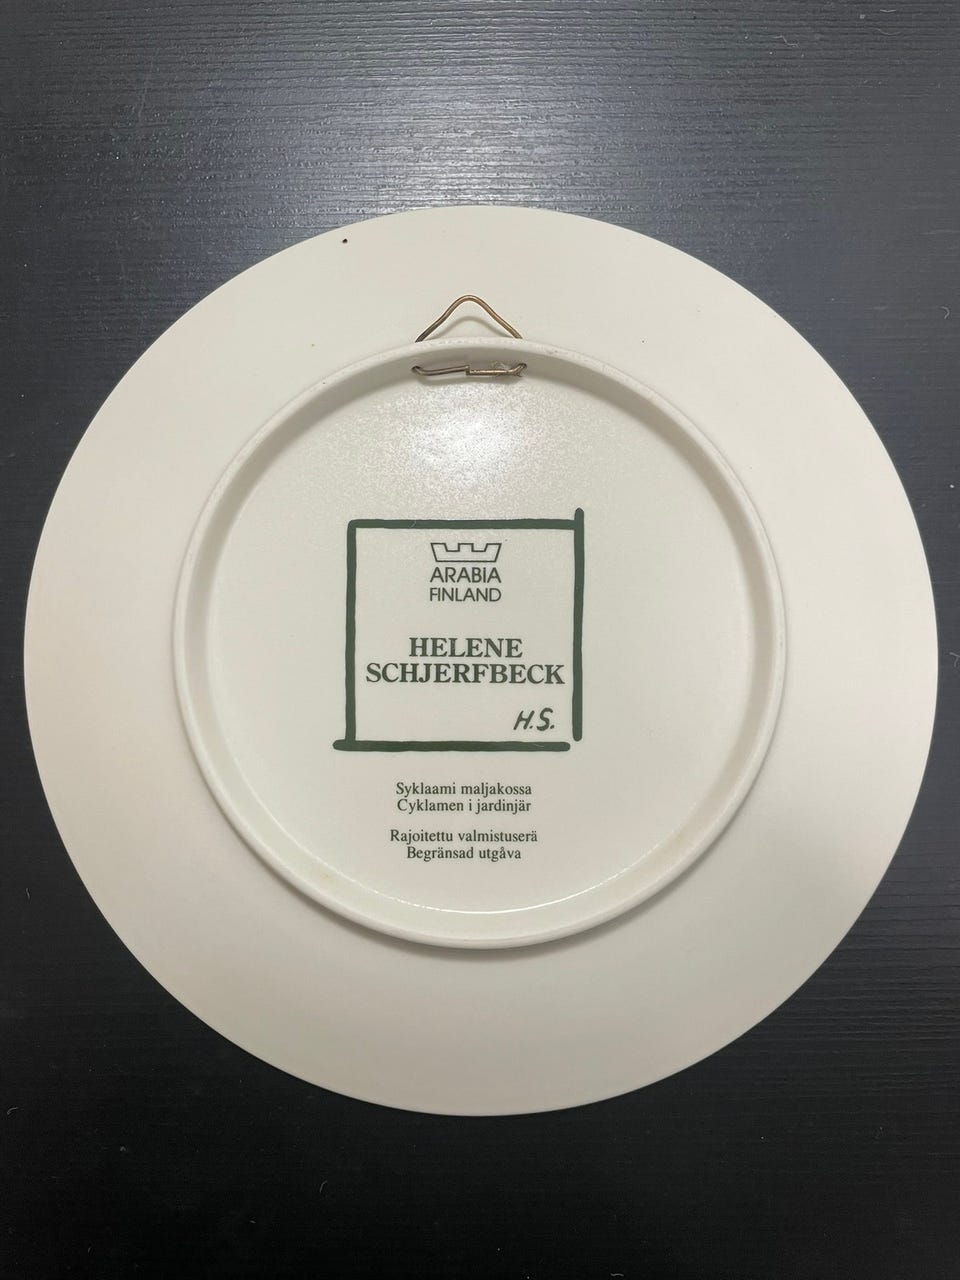 ARABIA
FINLAND
HELENE
SCHJERFBECK
H.S.
Syklaami maljakossa
Cyklamen i jardinjär
Rajoitettu valmistuserä
Begränsad utgåva